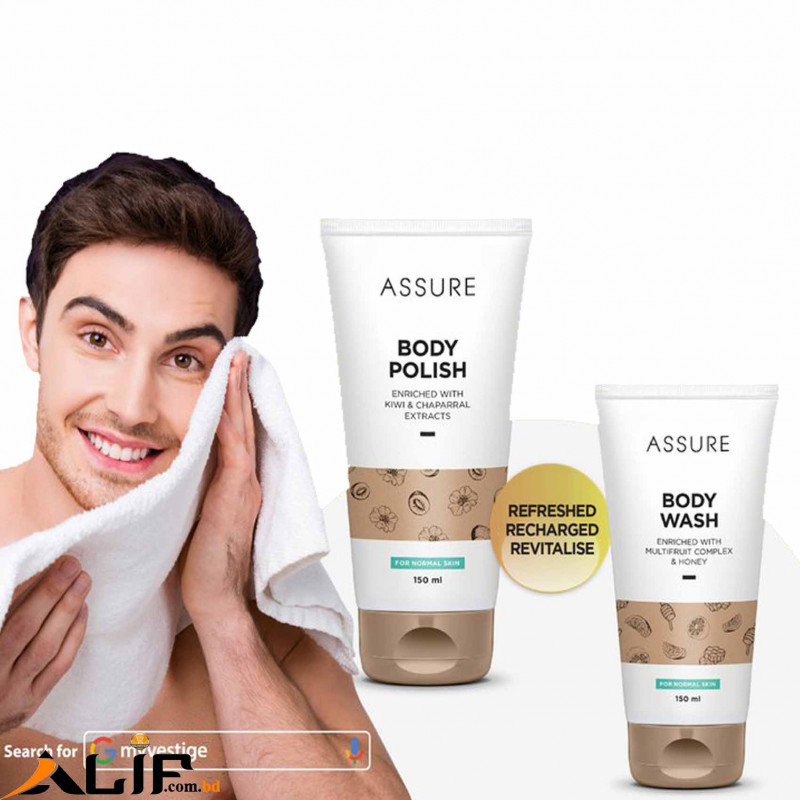 ASSURE
BODY
POLISH
ENRICHED WITH
KIWI & CHAPARRAL
EXTRACTS
FOR NORMAL SKIN
150 ml
REFRESHED
RECHARGED
REVITALISE
ASSURE
BODY
WASH
ENRICHED WITH
MULTIFRUIT COMPLEX
& HONEY
FOR NORMAL SKIN
150 ml
Search for myvestige
ALIF.com.bd